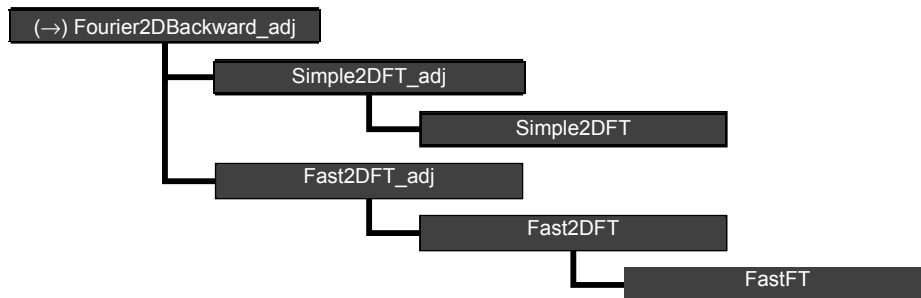 (→) Fourier2DBackward_adj
Simple2DFT_adj
Simple2DFT
Fast2DFT_adj
Fast2DFT
FastFT